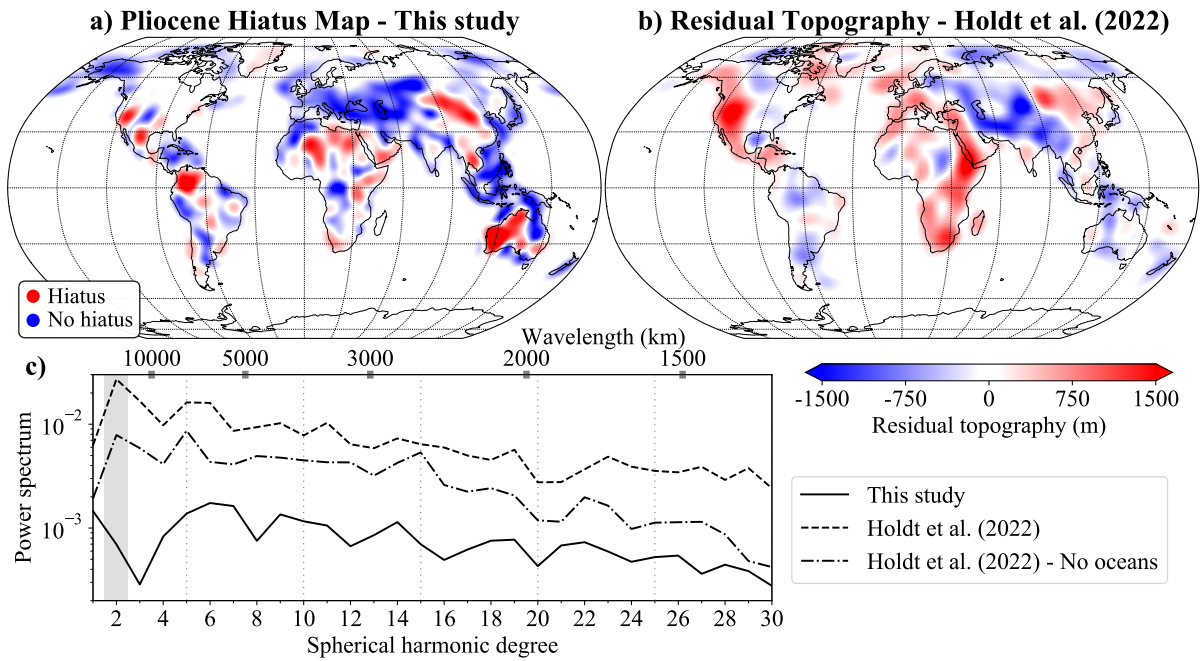 a) Pliocene Hiatus Map - This study
b) Residual Topography - Holdt et al. (2022)
Hiatus
No hiatus
-1500 -750 0 750 1500
Residual topography (m)
c)
Wavelength (km)
10000 5000 3000 2000 1500
Power spectrum
10⁻²
10⁻³
2 4 6 8 10 12 14 16 18 20 22 24 26 28 30
Spherical harmonic degree
This study
Holdt et al. (2022)
Holdt et al. (2022) - No oceans